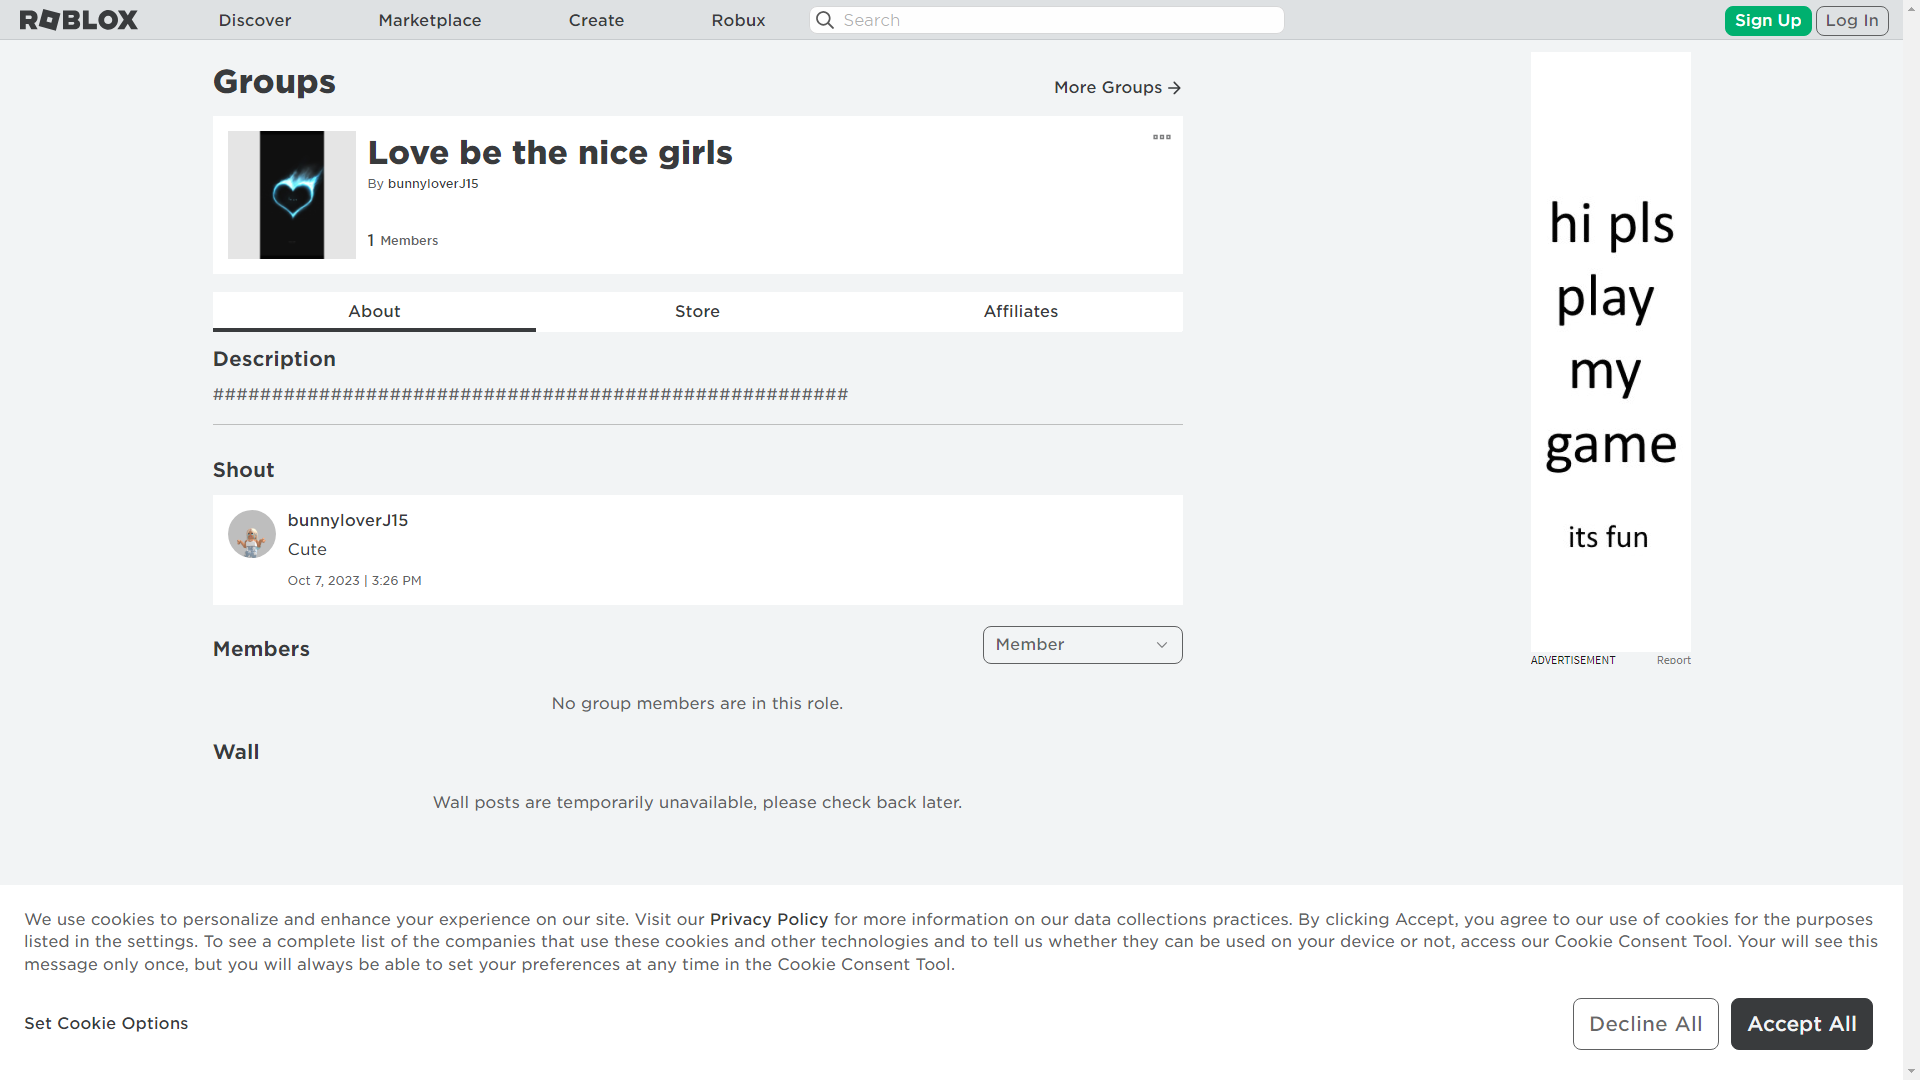 ROBLOX
Discover
Marketplace
Create
Robux
Search
Sign Up
Log In
Groups
More Groups
Love be the nice girls
By bunnyloverJ15
1 Members
About
Store
Affiliates
Description
######################################################
Shout
bunnyloverJ15
Cute
Oct 7, 2023 | 3:26 PM
Members
Member
No group members are in this role.
Wall
Wall posts are temporarily unavailable, please check back later.
hi pls
play
my
game
its fun
ADVERTISEMENT
Report
We use cookies to personalize and enhance your experience on our site. Visit our Privacy Policy for more information on our data collections practices. By clicking Accept, you agree to our use of cookies for the purposes
listed in the settings. To see a complete list of the companies that use these cookies and other technologies and to tell us whether they can be used on your device or not, access our Cookie Consent Tool. Your will see this
message only once, but you will always be able to set your preferences at any time in the Cookie Consent Tool.
Set Cookie Options
Decline All
Accept All